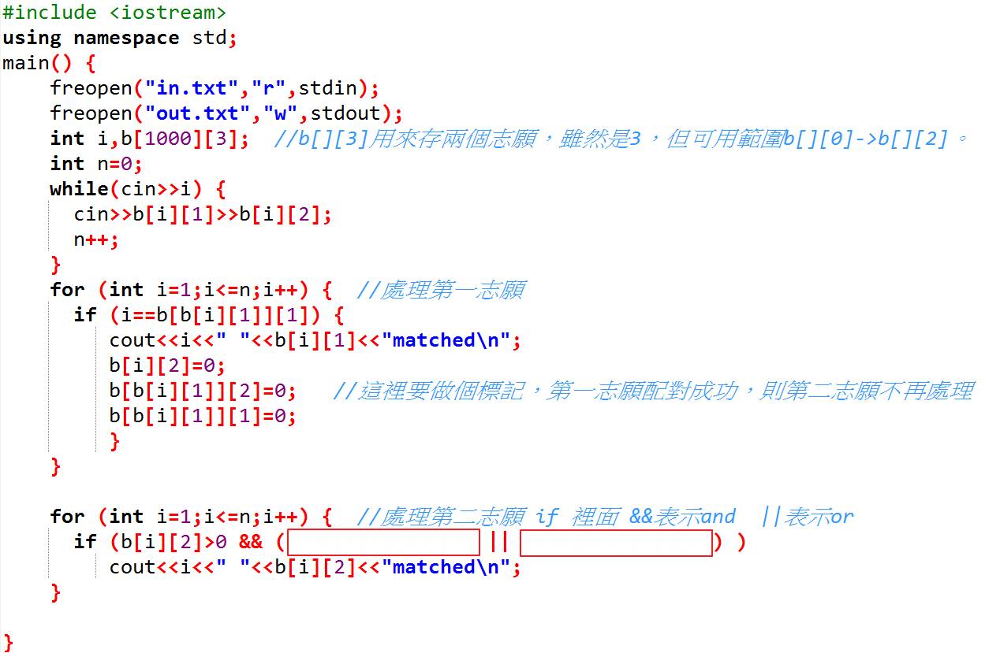 #include <iostream>
using namespace std;
main() {
    freopen("in.txt","r",stdin);
    freopen("out.txt","w",stdout);
    int i,b[1000][3];  //b[][3]用來存兩個志願，雖然是3，但可用範圍b[][0]->b[][2]。
    int n=0;
    while(cin>>i) {
      cin>>b[i][1]>>b[i][2];
      n++;
    }
    for (int i=1;i<=n;i++) {  //處理第一志願
      if (i==b[b[i][1]][1]) {
         cout<<i<<" "<<b[i][1]<<"matched\n";
         b[i][2]=0;
         b[b[i][1]][2]=0;   //這裡要做個標記，第一志願配對成功，則第二志願不再處理
         b[b[i][1]][1]=0;
         }
    }
    for (int i=1;i<=n;i++) {  //處理第二志願 if 裡面 &&表示and  ||表示or
      if (b[i][2]>0 && ( || ) )
         cout<<i<<" "<<b[i][2]<<"matched\n";
    }
}